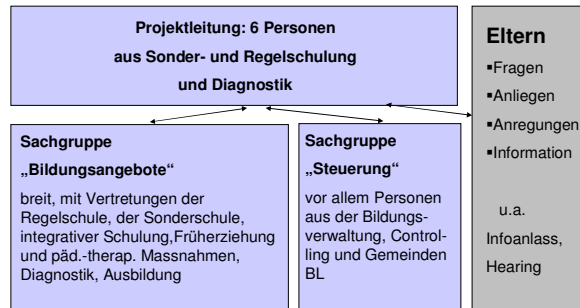 Projektleitung: 6 Personen
aus Sonder- und Regelschulung
und Diagnostik
Sachgruppe
„Bildungsangebote“
breit, mit Vertretungen der
Regelschule, der Sonderschule,
integrativer Schulung,Früherziehung
und päd.-therap. Massnahmen,
Diagnostik, Ausbildung
Sachgruppe
„Steuerung“
vor allem Personen
aus der Bildungs-
verwaltung, Control-
ling und Gemeinden
BL
Eltern
▪Fragen
▪Anliegen
▪Anregungen
▪Information
u.a.
Infoanlass,
Hearing